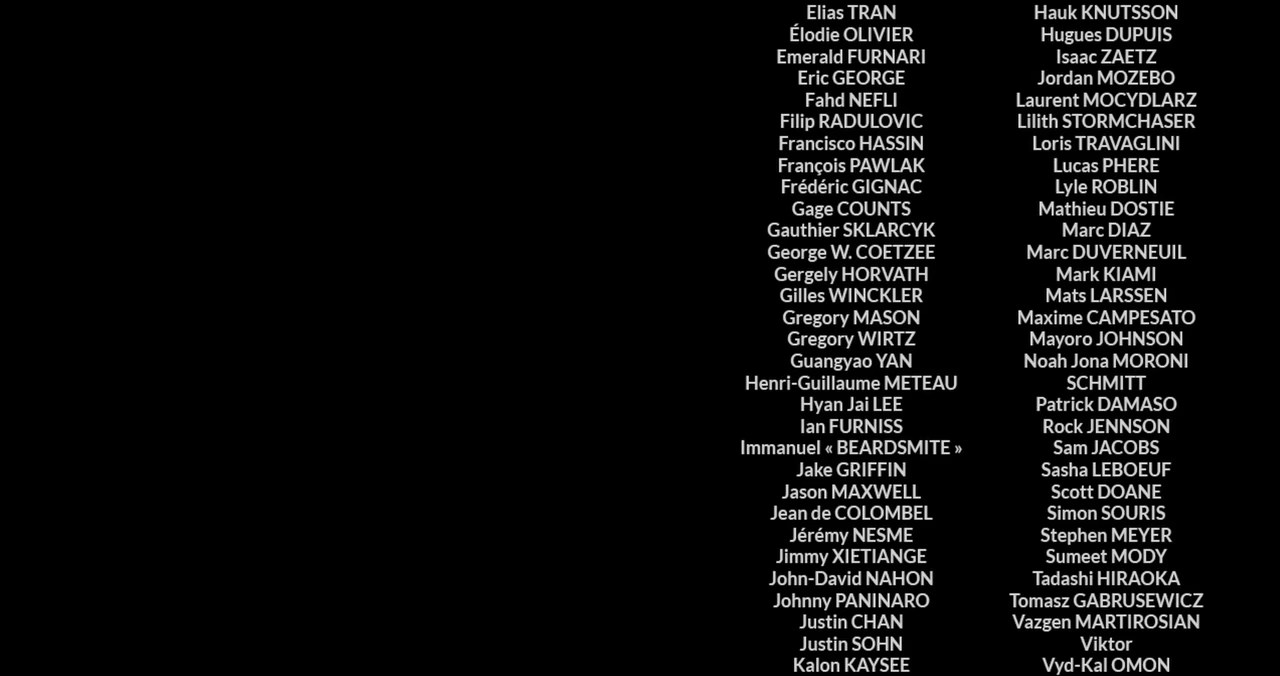 Elias TRAN
Élodie OLIVIER
Emerald FURNARI
Eric GEORGE
Fahd NEFLI
Filip RADULOVIC
Francisco HASSIN
François PAWLAK
Frédéric GIGNAC
Gage COUNTS
Gauthier SKLARCYK
George W. COETZEE
Gergely HORVATH
Gilles WINCKLER
Gregory MASON
Gregory WIRTZ
Guangyao YAN
Henri-Guillaume METEAU
Hyan Jai LEE
Ian FURNISS
Immanuel « BEARDSMITE »
Jake GRIFFIN
Jason MAXWELL
Jean de COLOMBEL
Jérémy NESME
Jimmy XIETIANGE
John-David NAHON
Johnny PANINARO
Justin CHAN
Justin SOHN
Kalon KAYSEE
Hauk KNUTSSON
Hugues DUPUIS
Isaac ZAETZ
Jordan MOZEBO
Laurent MOCYDLARZ
Lilith STORMCHASER
Loris TRAVAGLINI
Lucas PHERE
Lyle ROBLIN
Mathieu DOSTIE
Marc DIAZ
Marc DUVERNEUIL
Mark KIAMI
Mats LARSSEN
Maxime CAMPESATO
Mayoro JOHNSON
Noah Jona MORONI
SCHMITT
Patrick DAMASO
Rock JENNSON
Sam JACOBS
Sasha LEBOEUF
Scott DOANE
Simon SOURIS
Stephen MEYER
Sumeet MODY
Tadashi HIRAOKA
Tomasz GABRUSEWICZ
Vazgen MARTIROSIAN
Viktor
Vyd-Kal OMON